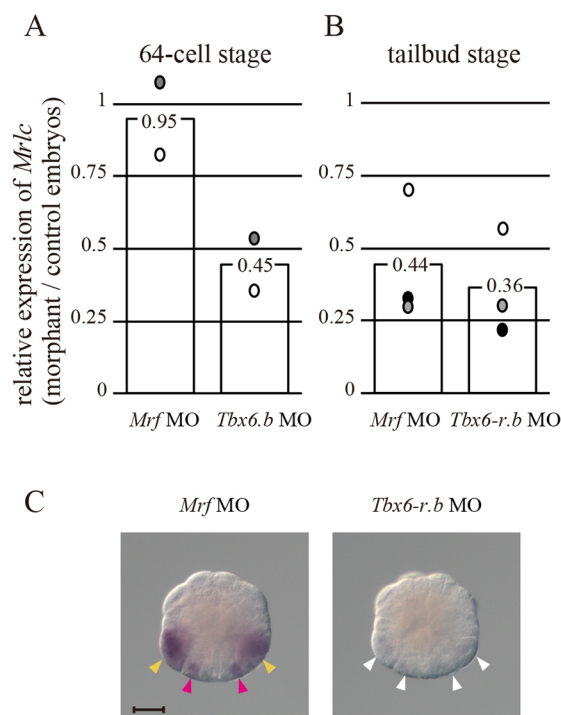 A
B
64-cell stage
tailbud stage
relative expression of Mrlc
(morphant / control embryos)
1
0.75
0.5
0.25
0
0.95
0.45
Mrf MO
Tbx6.b MO
1
0.75
0.5
0.25
0
0.44
0.36
Mrf MO
Tbx6-r.b MO
C
Mrf MO
Tbx6-r.b MO